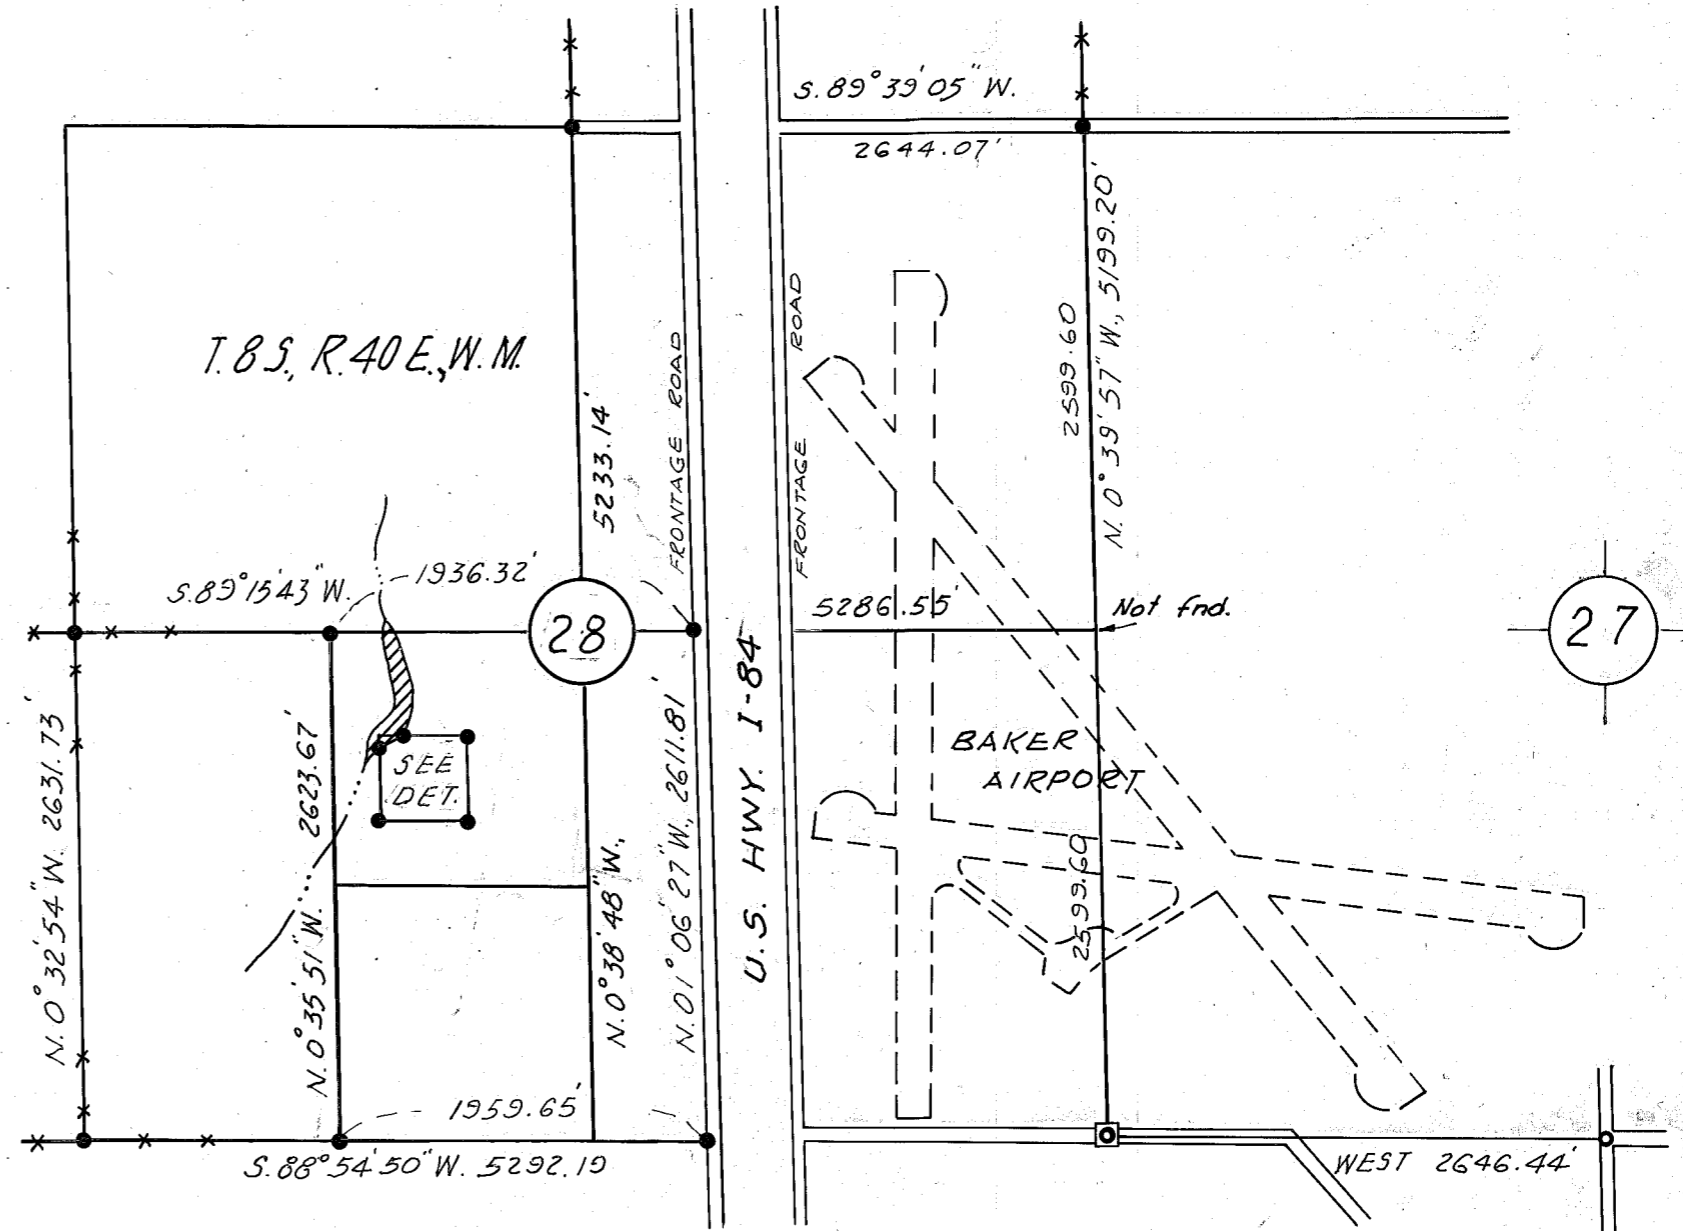 S. 89° 39' 05" W.
2644.07'
T. 8 S., R. 40 E., W. M.
5233.14'
FRONTAGE ROAD
FRONTAGE ROAD
2599.60
N. 0° 39' 57" W., 5199.20'
S. 89° 15' 43" W.
1936.32'
28
5286.55'
Not fnd.
27
N. 0° 32' 54" W. 2631.73'
2623.67'
N. 0° 35' 51" W.
SEE
DET.
N. 0° 38' 48" W.,
N. 01° 06' 27" W., 2611.81'
U.S. HWY. I-84
BAKER
AIRPORT
2599.60
1959.65'
S. 88° 54' 50" W. 5292.19
WEST 2646.44'